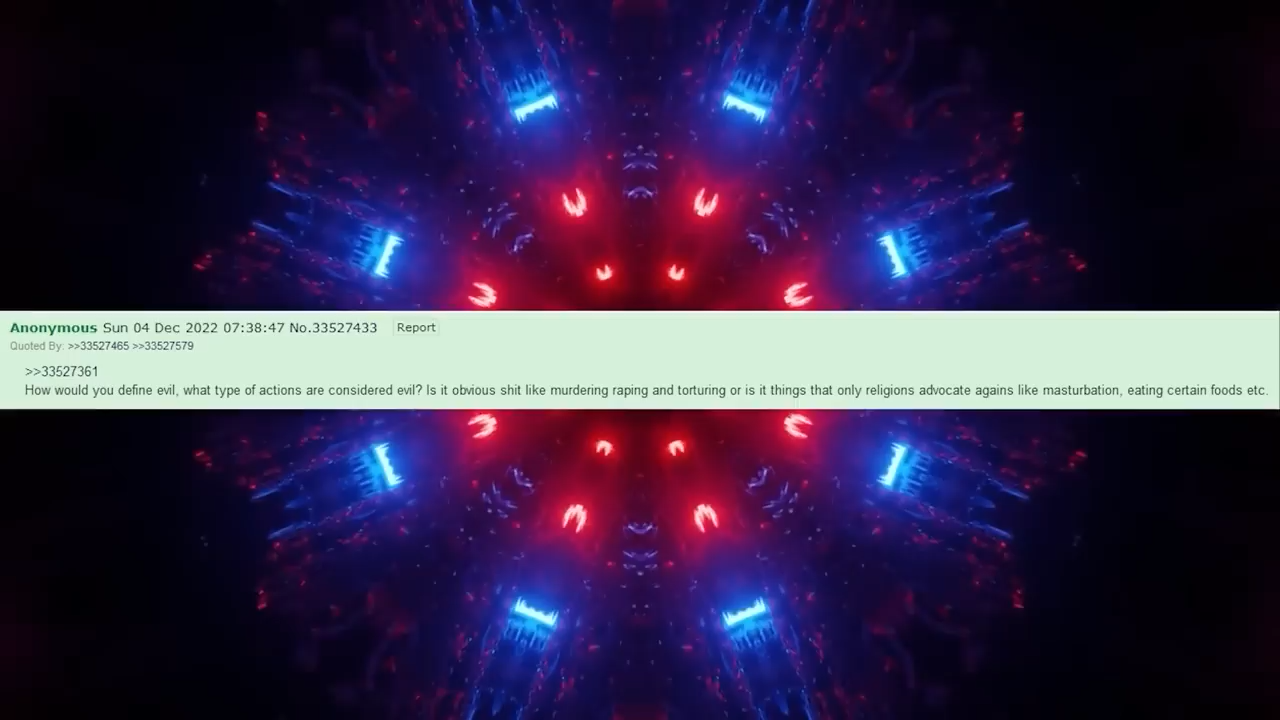 Anonymous Sun 04 Dec 2022 07:38:47 No.33527433 Report
Quoted By: >>33527465 >>33527579
>>33527361
How would you define evil, what type of actions are considered evil? Is it obvious shit like murdering raping and torturing or is it things that only religions advocate agains like masturbation, eating certain foods etc.